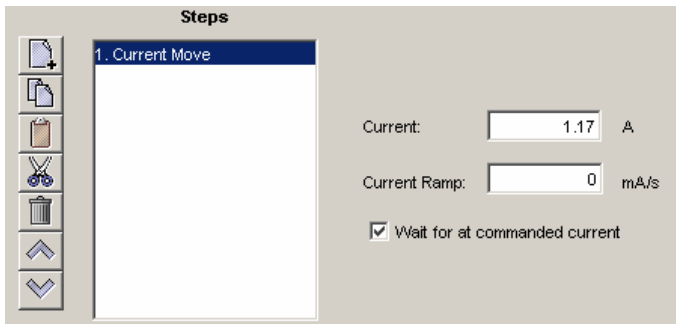 Steps
1. Current Move
Current: 1.17 A
Current Ramp: 0 mA/s
Wait for at commanded current